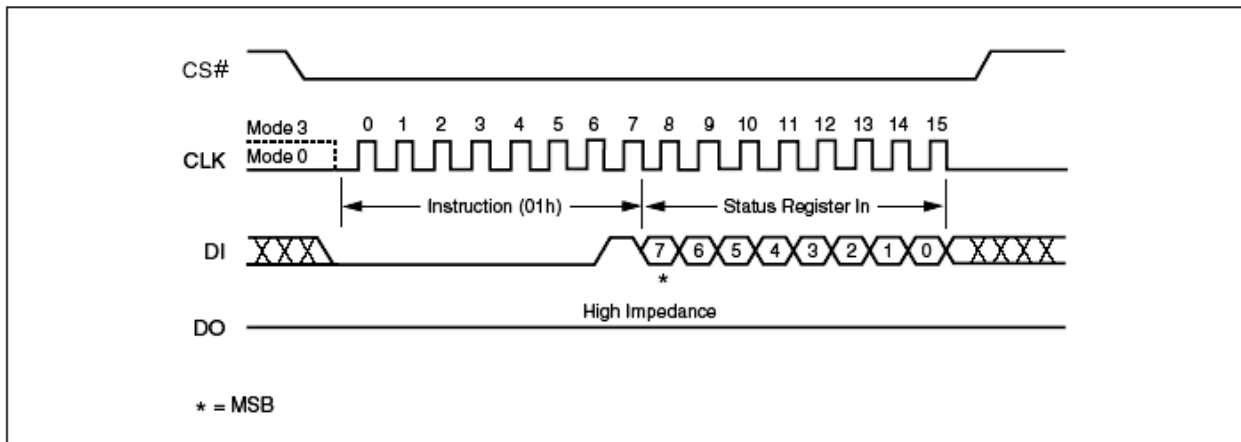 CS#
Mode 3
0 1 2 3 4 5 6 7 8 9 10 11 12 13 14 15
CLK
Mode 0
Instruction (01h)
Status Register In
DI
7 6 5 4 3 2 1 0
*
High Impedance
DO
* = MSB